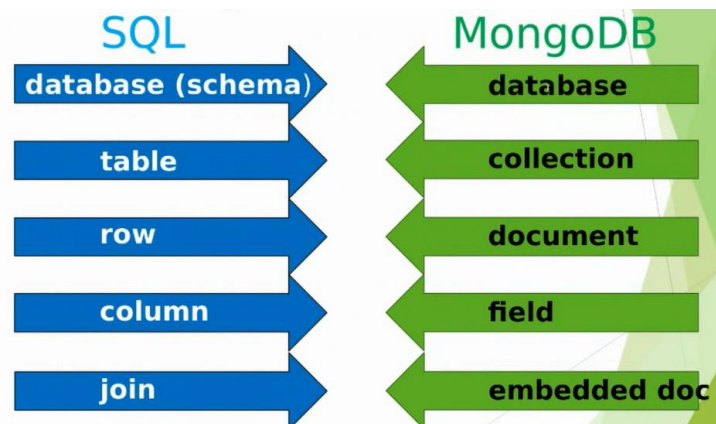 SQL MongoDB
database (schema) database
table collection
row document
column field
join embedded doc